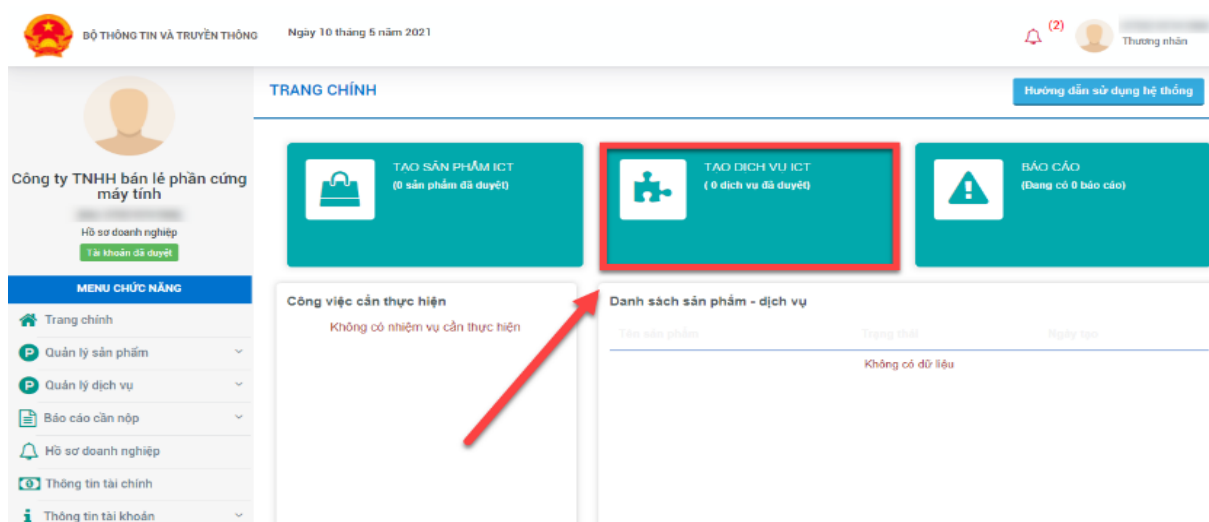 BỘ THÔNG TIN VÀ TRUYỀN THÔNG
Ngày 10 tháng 5 năm 2021
(2)
Thương nhân
TRANG CHÍNH
Hướng dẫn sử dụng hệ thống
Công ty TNHH bán lẻ phần cứng
máy tính
Hồ sơ doanh nghiệp
Tài khoản đã duyệt
TẠO SẢN PHẨM ICT
(0 sản phẩm đã duyệt)
TẠO DỊCH VỤ ICT
( 0 dịch vụ đã duyệt)
BÁO CÁO
(Đang có 0 báo cáo)
MENU CHỨC NĂNG
Trang chính
Quản lý sản phẩm
Quản lý dịch vụ
Báo cáo cần nộp
Hồ sơ doanh nghiệp
Thông tin tài chính
Thông tin tài khoản
Công việc cần thực hiện
Không có nhiệm vụ cần thực hiện
Danh sách sản phẩm - dịch vụ
Tên sản phẩm Trạng thái Ngày tạo
Không có dữ liệu